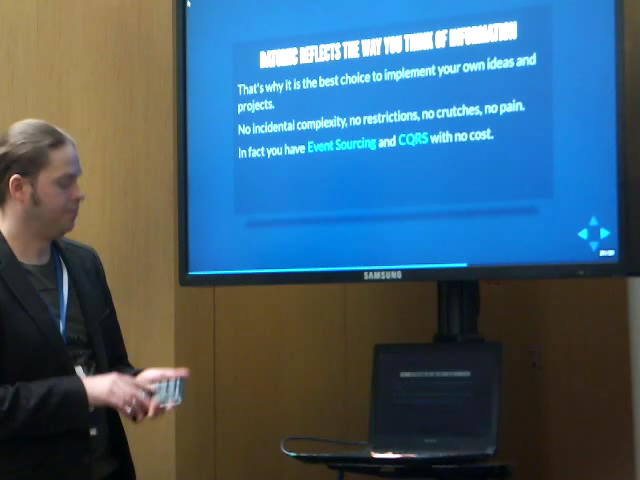 DATOMIC REFLECTS THE WAY YOU THINK OF INFORMATION
That's why it is the best choice to implement your own ideas and
projects.
No incidental complexity, no restrictions, no crutches, no pain.
In fact you have Event Sourcing and CQRS with no cost.
SAMSUNG